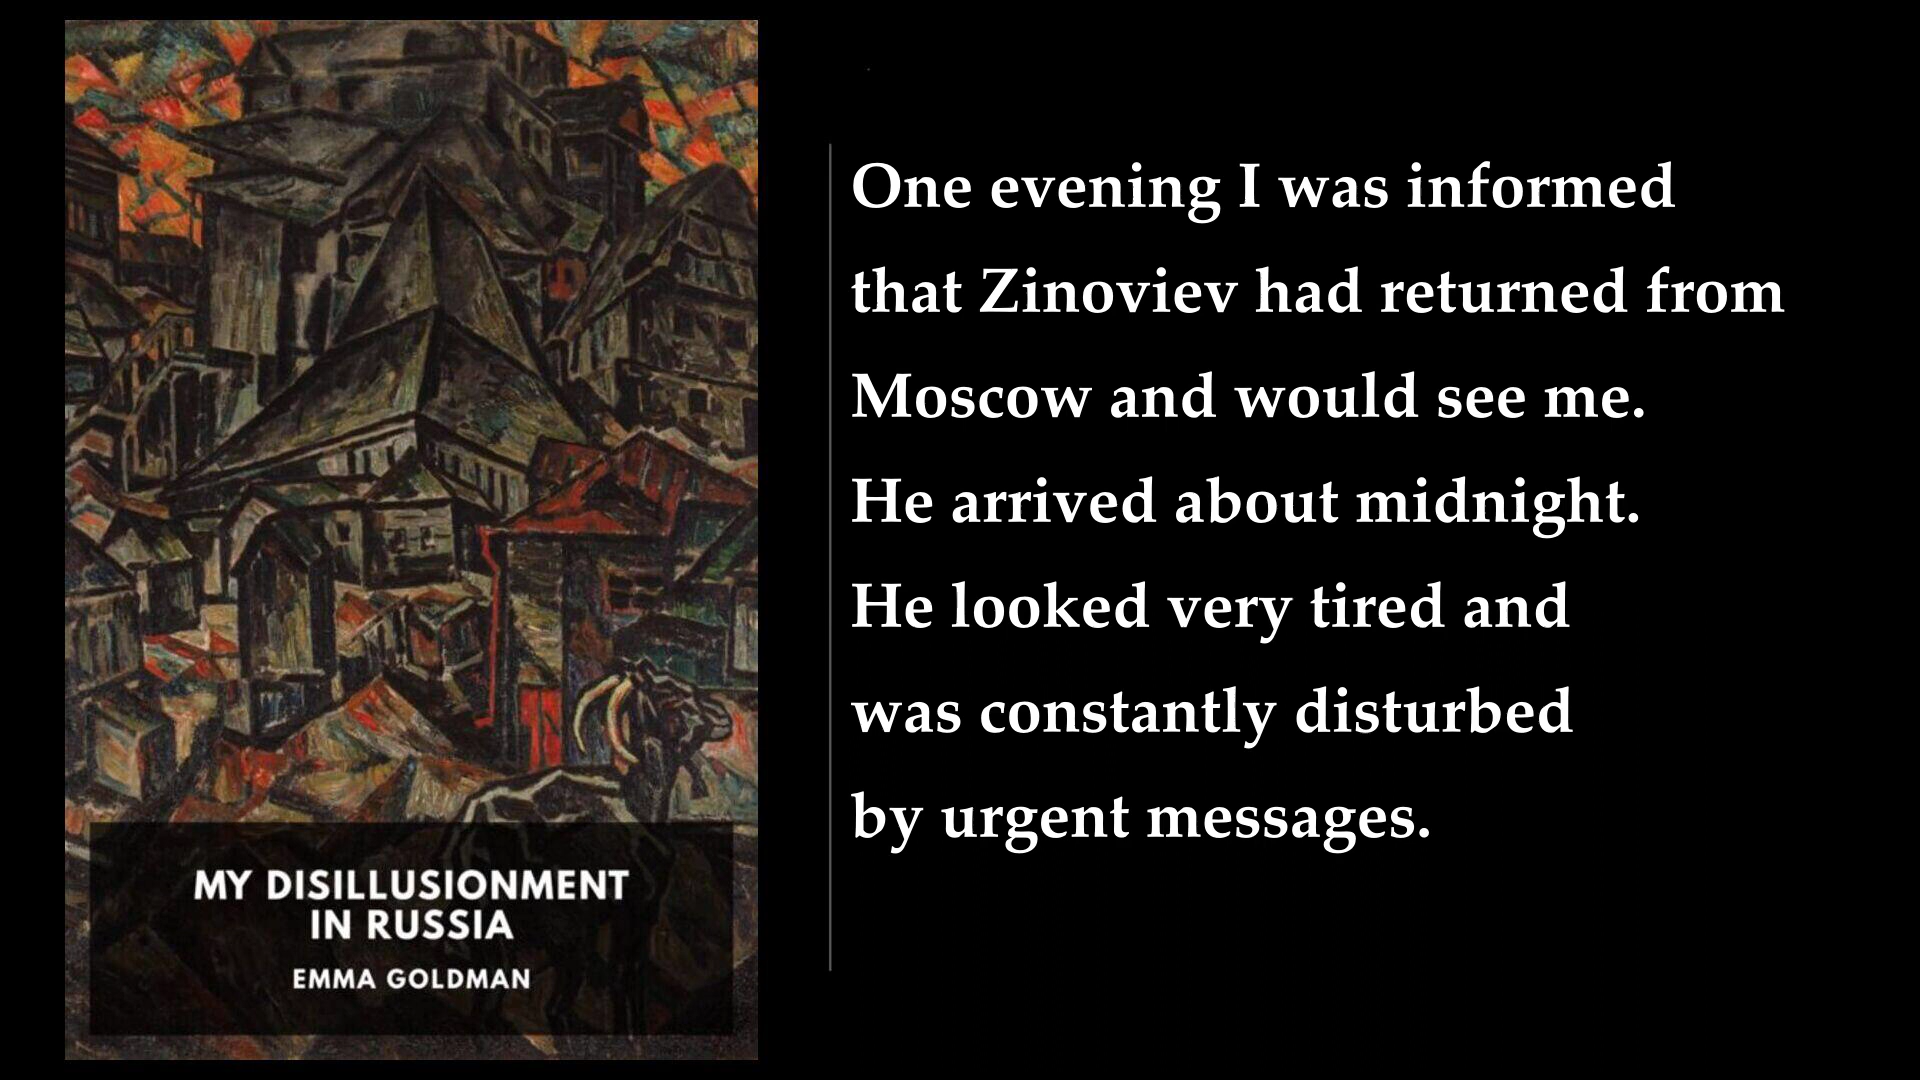 MY DISILLUSIONMENT
IN RUSSIA
EMMA GOLDMAN
One evening I was informed
that Zinoviev had returned from
Moscow and would see me.
He arrived about midnight.
He looked very tired and
was constantly disturbed
by urgent messages.